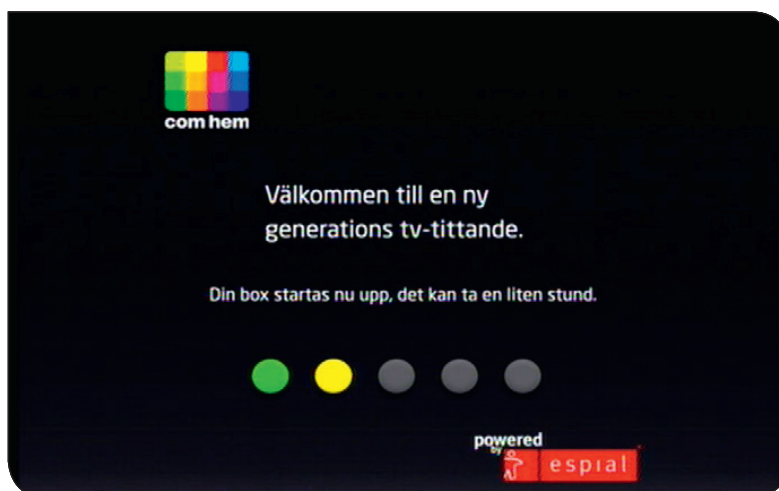 com hem
Välkommen till en ny
generations tv-tittande.
Din box startas nu upp, det kan ta en liten stund.
powered
by
espial